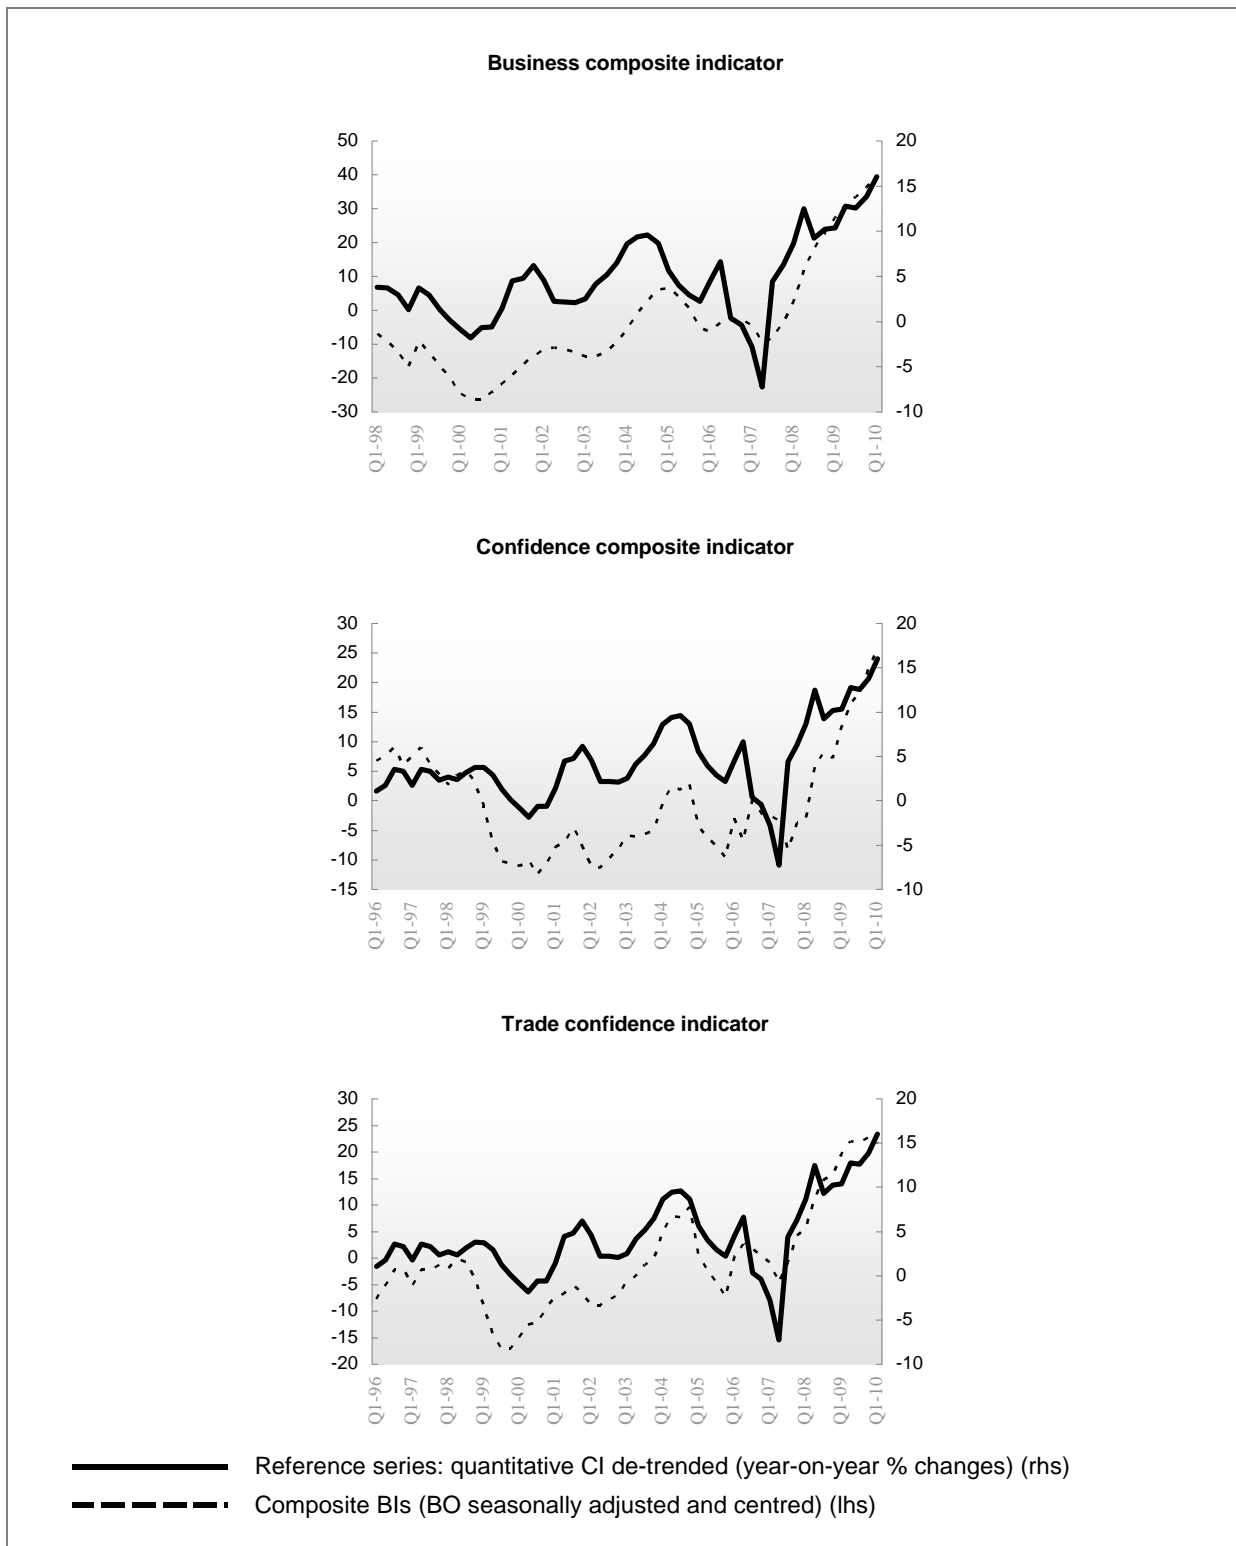 Business composite indicator
50
40
30
20
10
0
-10
-20
-30
20
15
10
5
0
-5
-10
Q1-98
Q1-99
Q1-00
Q1-01
Q1-02
Q1-03
Q1-04
Q1-05
Q1-06
Q1-07
Q1-08
Q1-09
Q1-10
Confidence composite indicator
30
25
20
15
10
5
0
-5
-10
-15
20
15
10
5
0
-5
-10
Q1-96
Q1-97
Q1-98
Q1-99
Q1-00
Q1-01
Q1-02
Q1-03
Q1-04
Q1-05
Q1-06
Q1-07
Q1-08
Q1-09
Q1-10
Trade confidence indicator
30
25
20
15
10
5
0
-5
-10
-15
-20
20
15
10
5
0
-5
-10
Q1-96
Q1-97
Q1-98
Q1-99
Q1-00
Q1-01
Q1-02
Q1-03
Q1-04
Q1-05
Q1-06
Q1-07
Q1-08
Q1-09
Q1-10
Reference series: quantitative CI de-trended (year-on-year % changes) (rhs)
Composite BIs (BO seasonally adjusted and centred) (lhs)